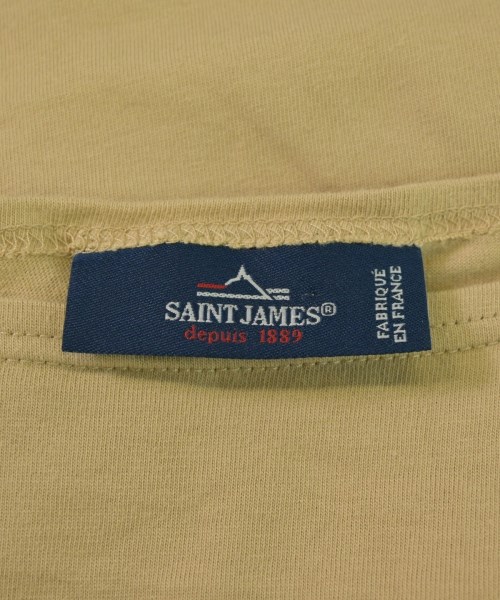 SAINT JAMES®
depuis 1889
FABRIQUÉ
EN FRANCE